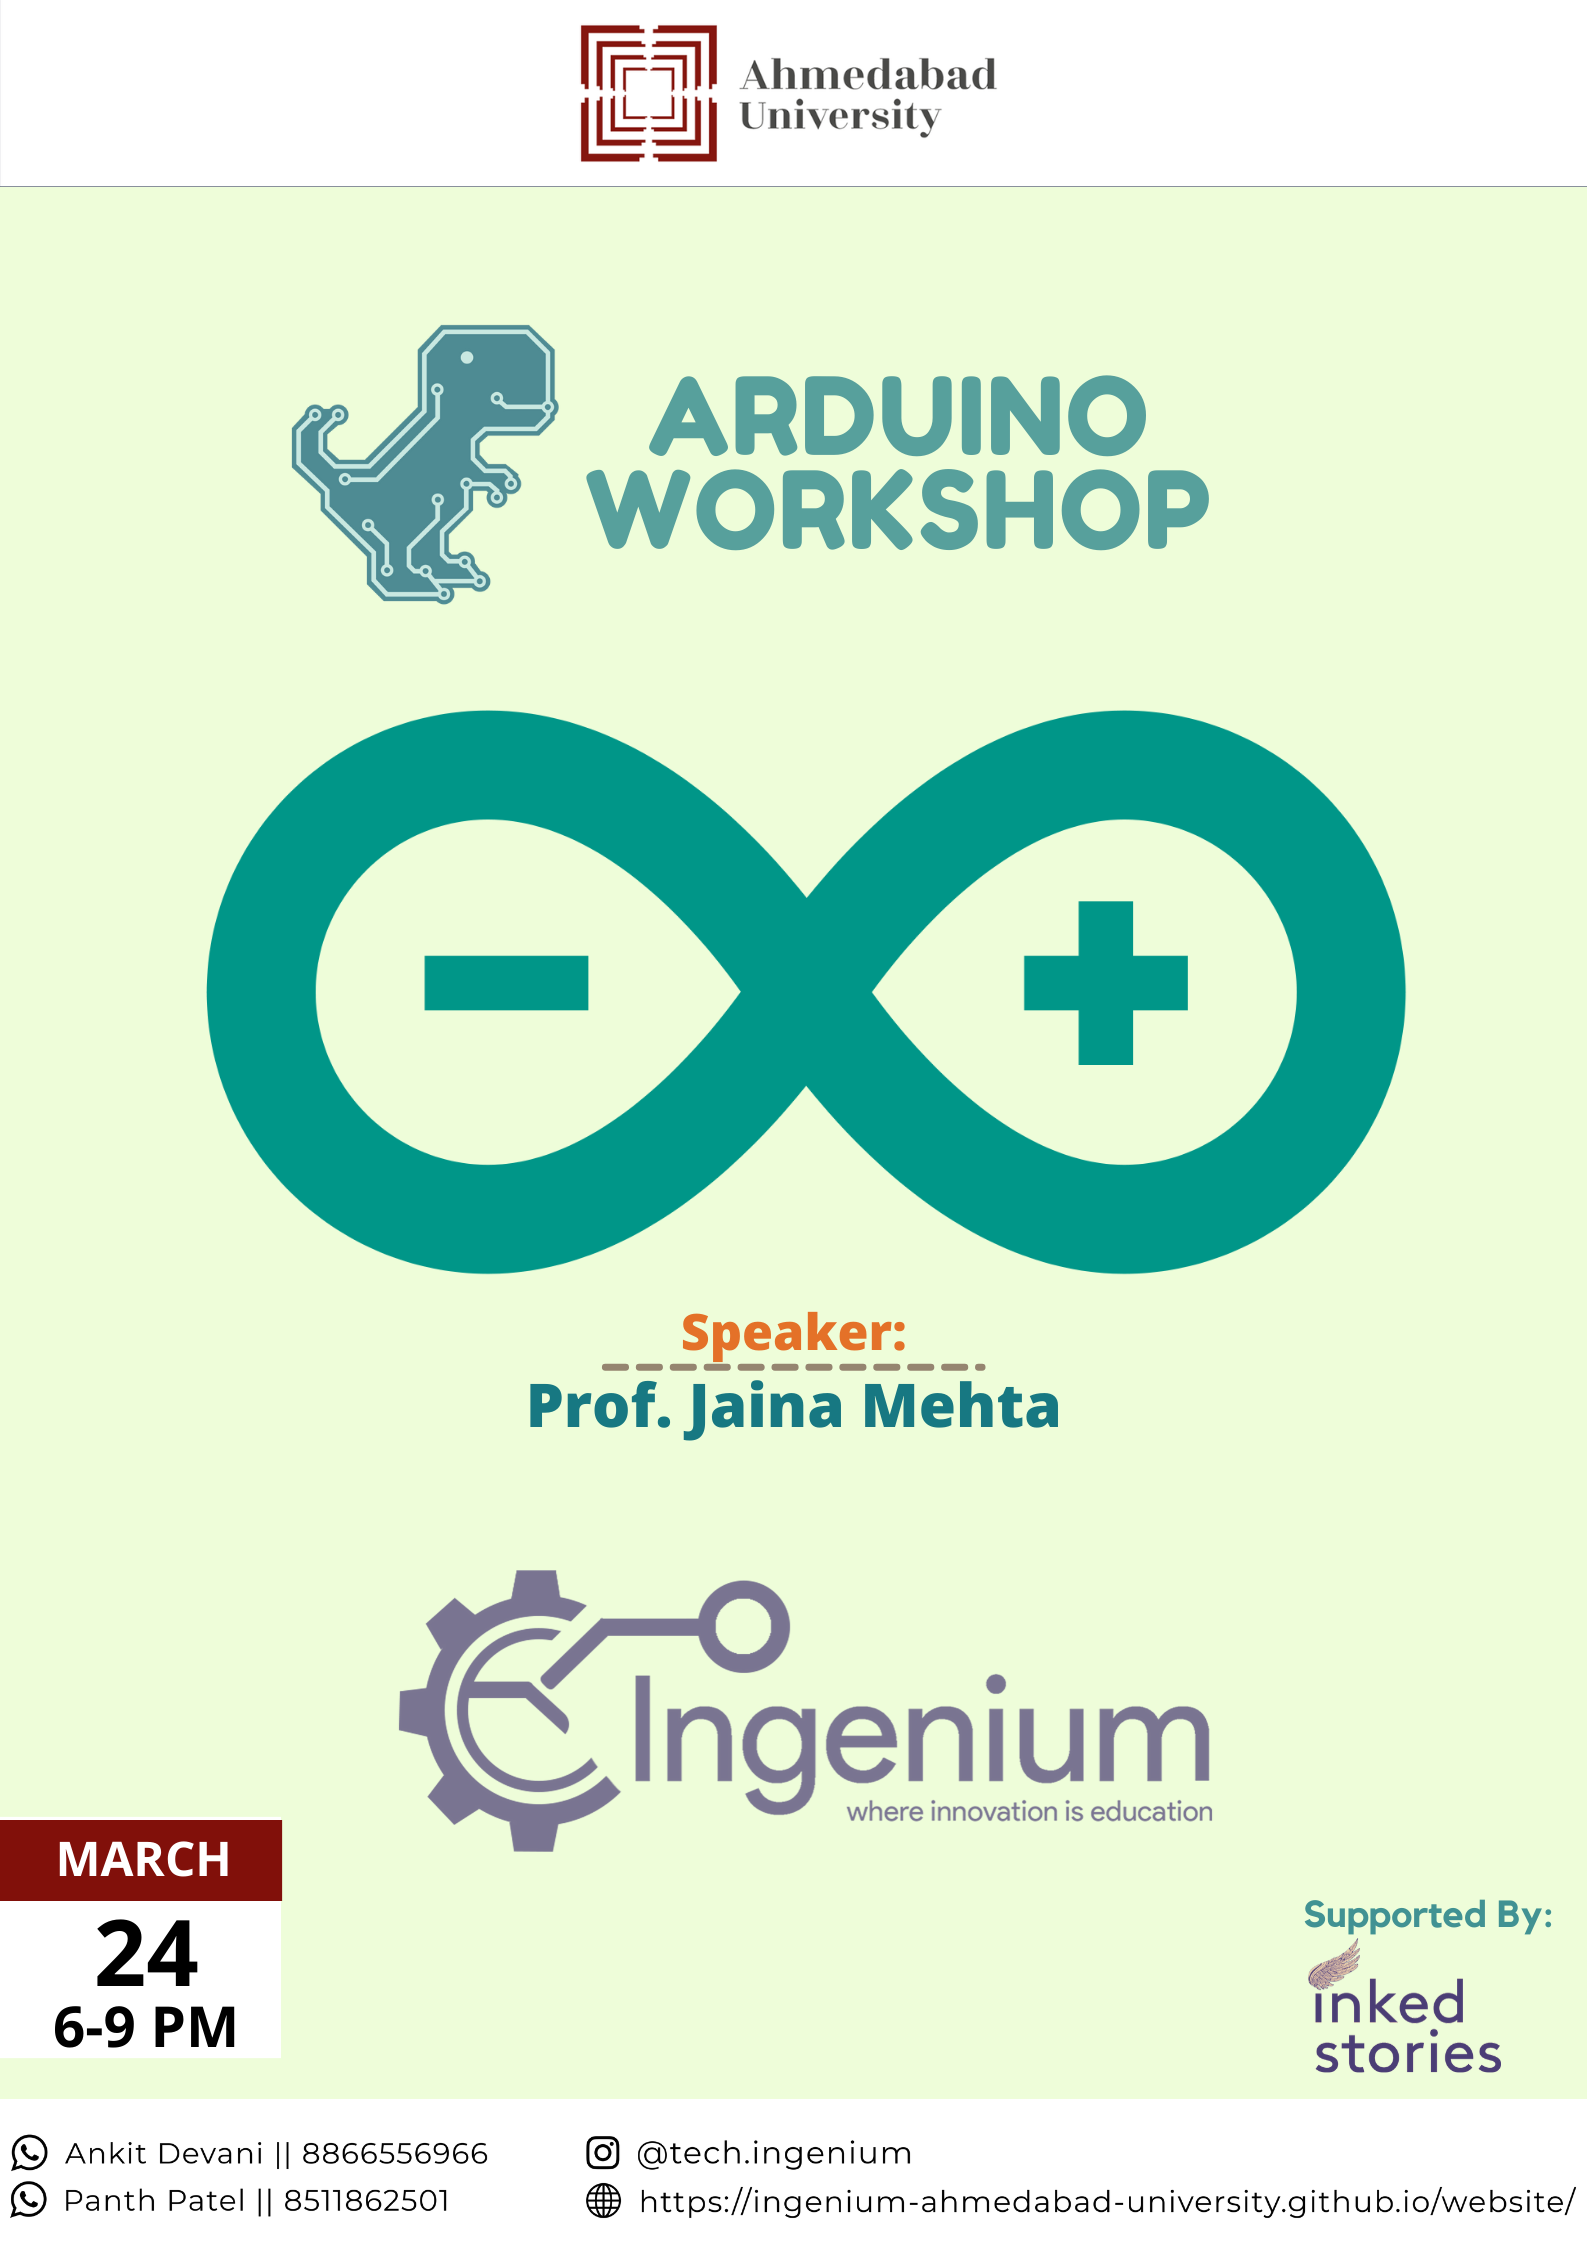 Ahmedabad
University
ARDUINO
WORKSHOP
Speaker:
Prof. Jaina Mehta
Ingenium
where innovation is education
MARCH
24
6-9 PM
Supported By:
inked
stories
Ankit Devani || 8866556966
Panth Patel || 8511862501
@tech.ingenium
https://ingenium-ahmedabad-university.github.io/website/